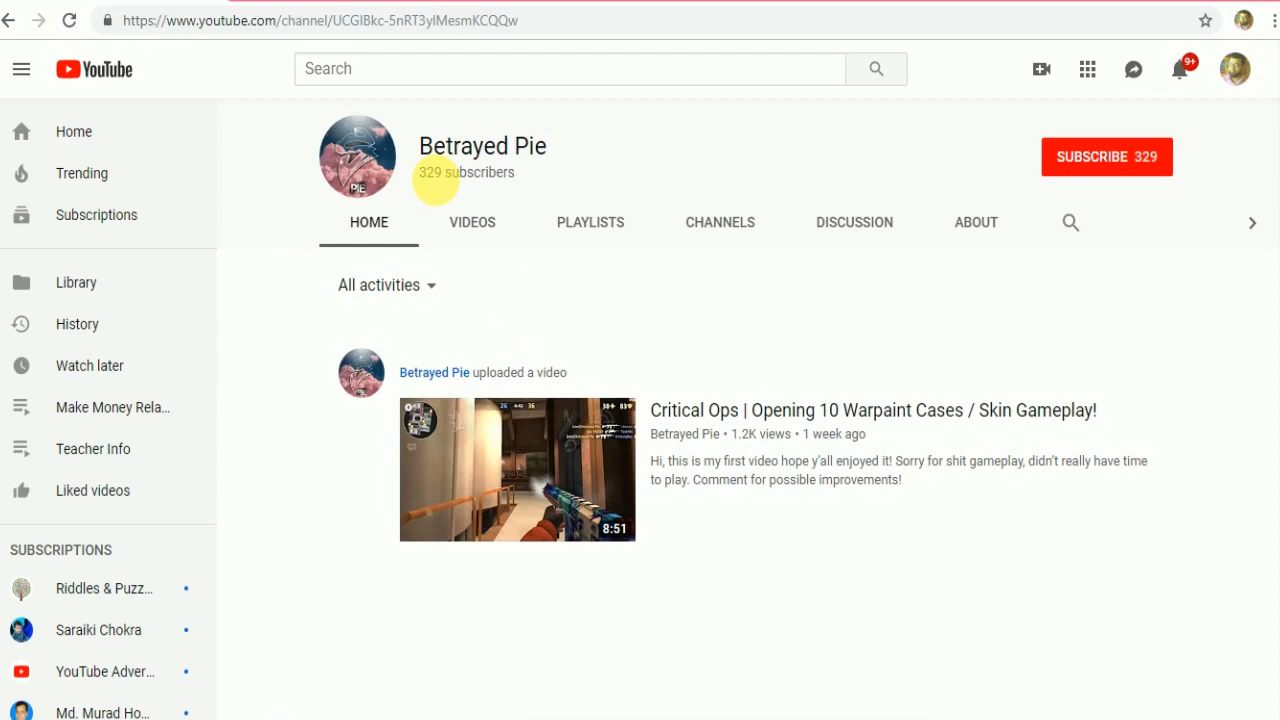 https://www.youtube.com/channel/UCGIBkc-5nRT3yIMesmKCQQw
YouTube
Search
9+
Home
Trending
Subscriptions
Library
History
Watch later
Make Money Rela...
Teacher Info
Liked videos
SUBSCRIPTIONS
Riddles & Puzz...
Saraiki Chokra
YouTube Adver...
Md. Murad Ho...
PIE
Betrayed Pie
329 subscribers
SUBSCRIBE 329
HOME VIDEOS PLAYLISTS CHANNELS DISCUSSION ABOUT
All activities
Betrayed Pie uploaded a video
8:51
Critical Ops | Opening 10 Warpaint Cases / Skin Gameplay!
Betrayed Pie • 1.2K views • 1 week ago
Hi, this is my first video hope y'all enjoyed it! Sorry for shit gameplay, didn't really have time
to play. Comment for possible improvements!